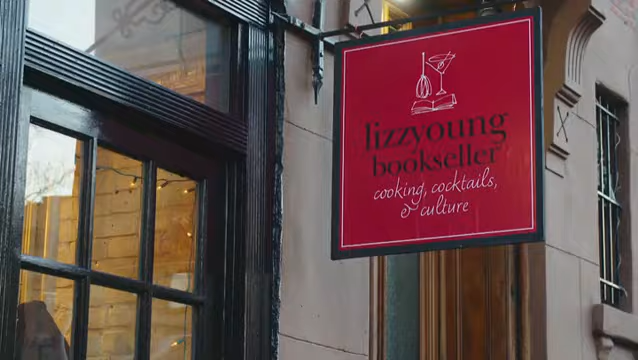 lizzyoung
bookseller
cooking, cocktails,
& culture